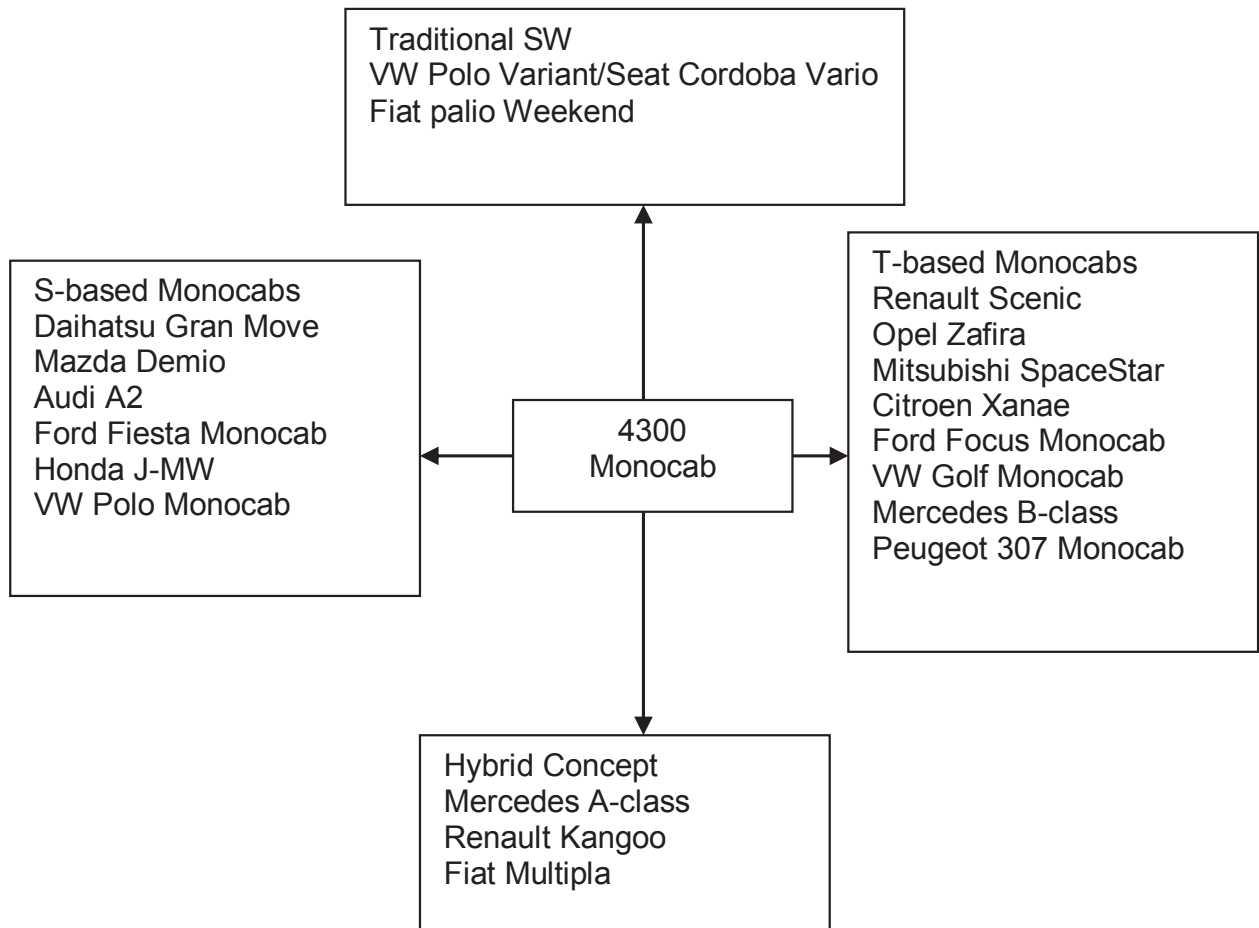 Traditional SW
VW Polo Variant/Seat Cordoba Vario
Fiat palio Weekend
S-based Monocabs
Daihatsu Gran Move
Mazda Demio
Audi A2
Ford Fiesta Monocab
Honda J-MW
VW Polo Monocab
4300
Monocab
T-based Monocabs
Renault Scenic
Opel Zafira
Mitsubishi SpaceStar
Citroen Xanae
Ford Focus Monocab
VW Golf Monocab
Mercedes B-class
Peugeot 307 Monocab
Hybrid Concept
Mercedes A-class
Renault Kangoo
Fiat Multipla